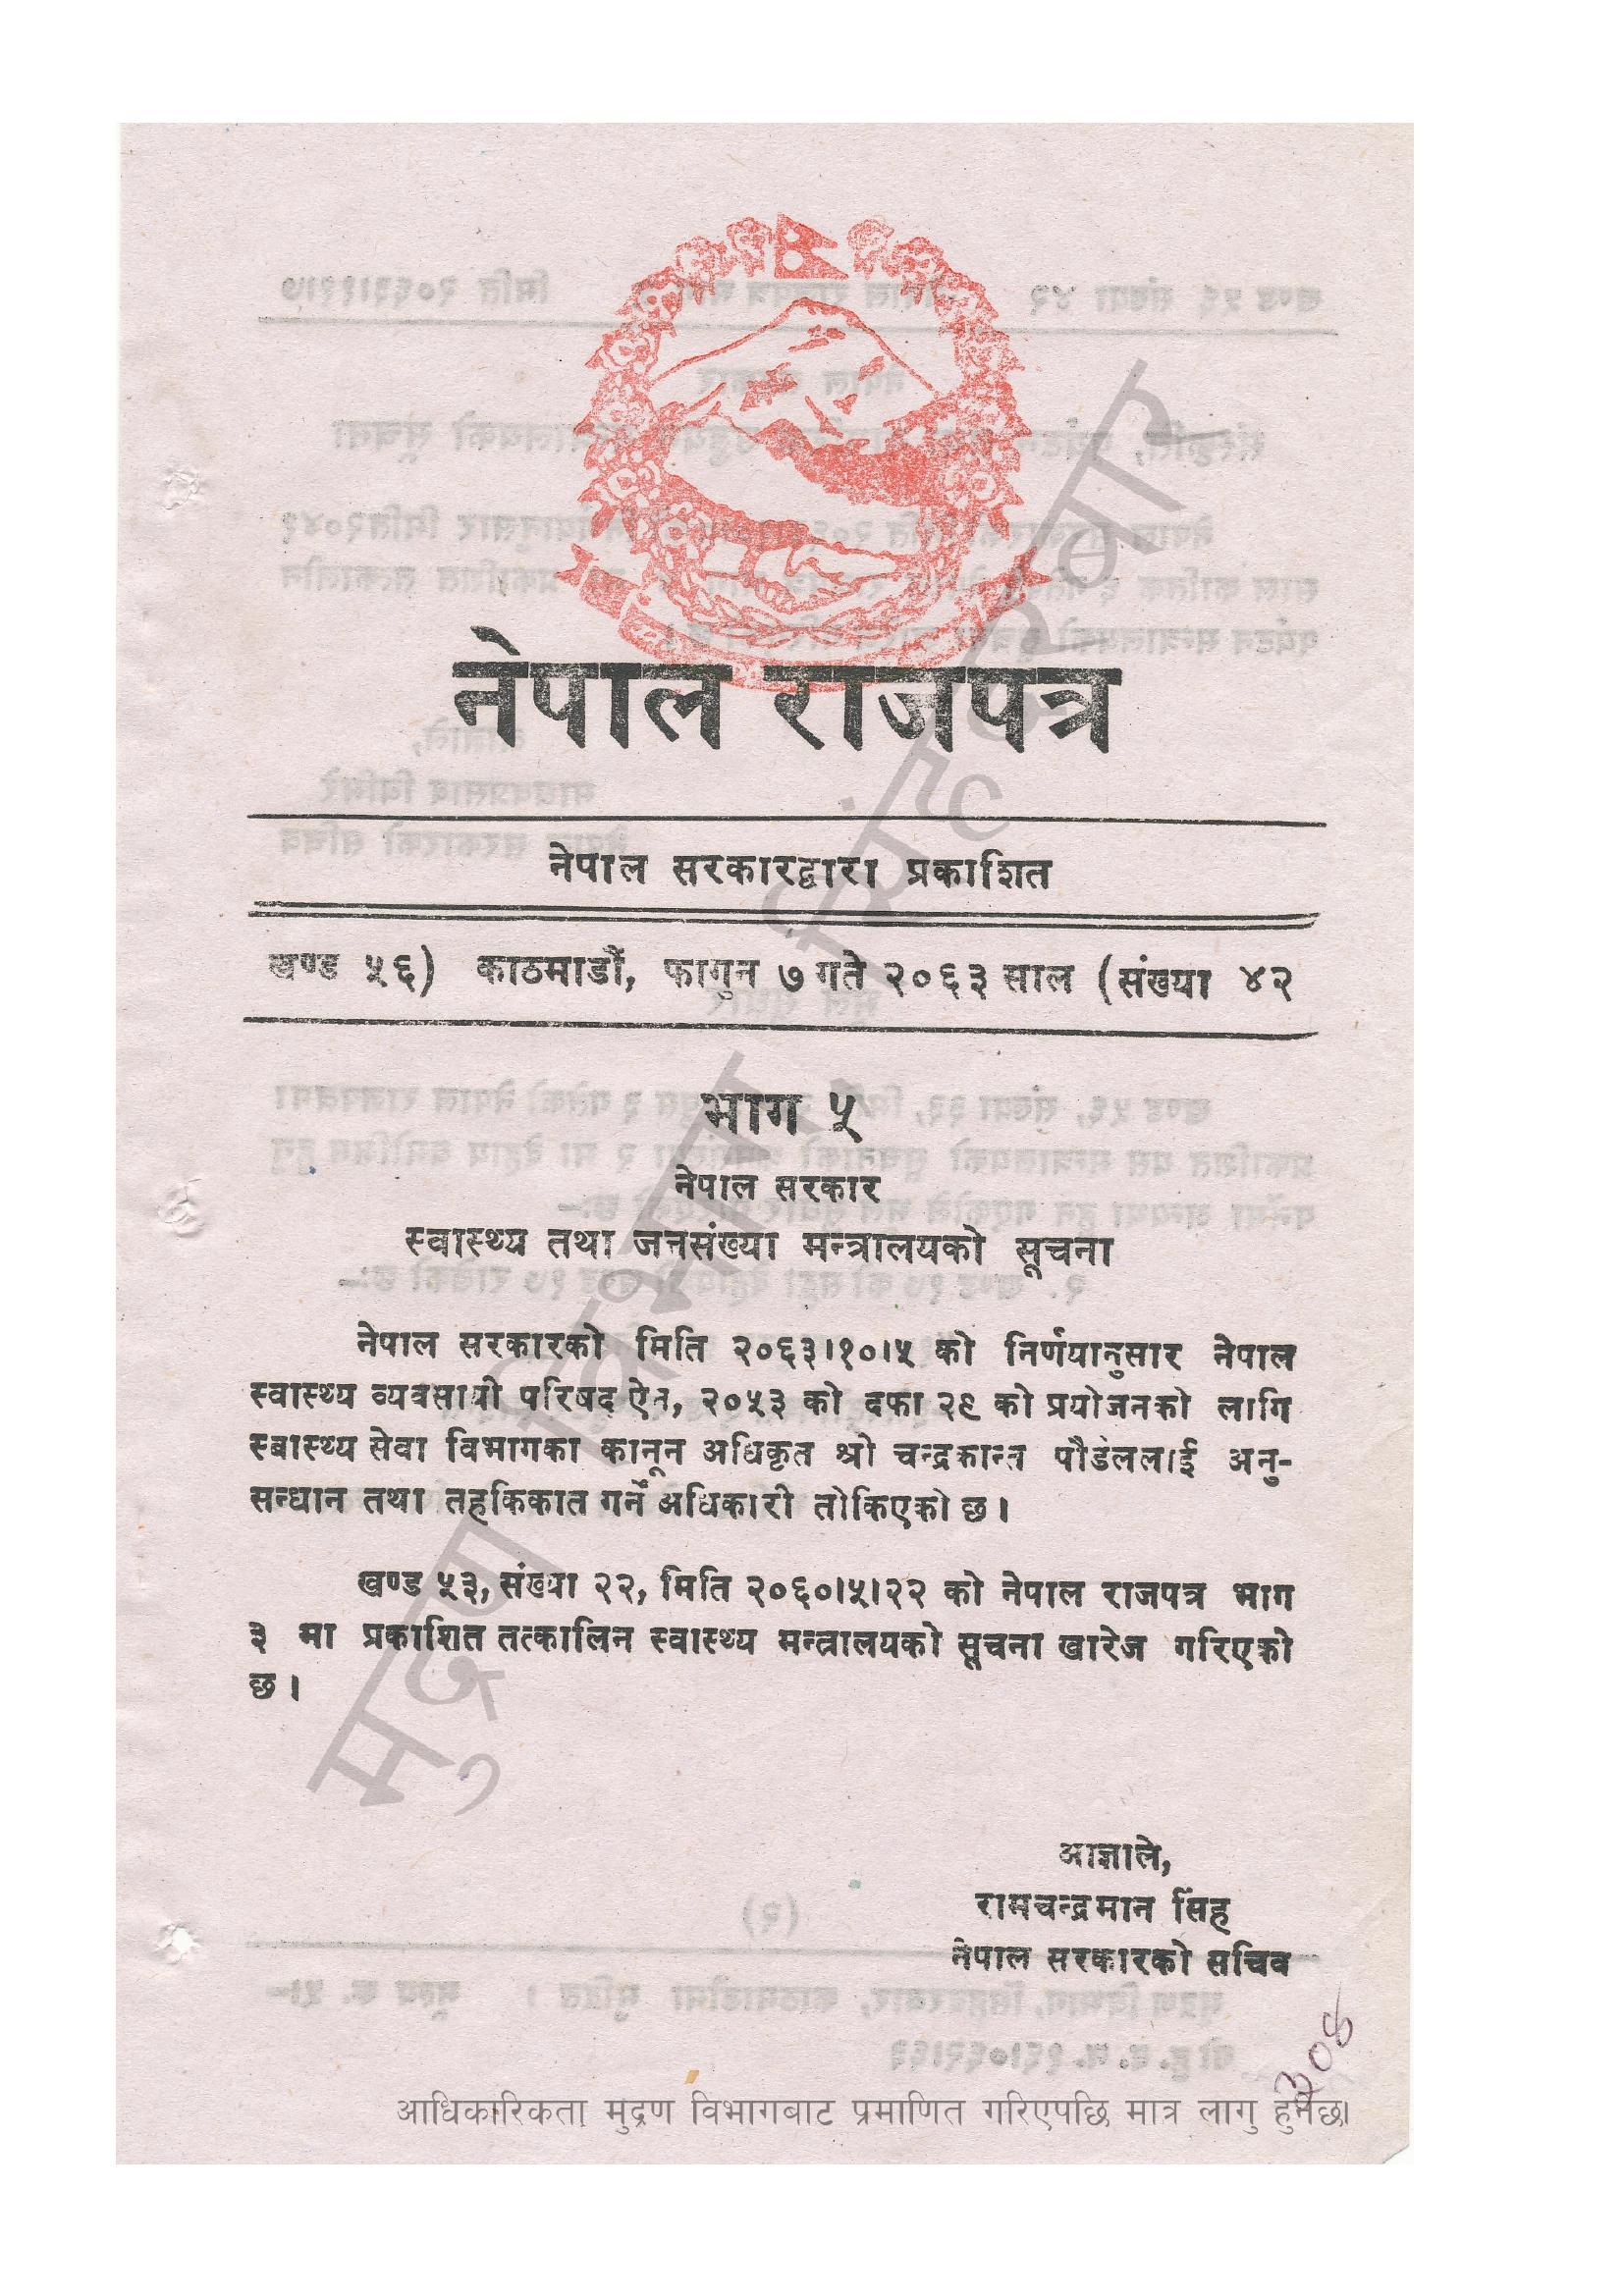 नेपाल राजपत्र
नेपाल सरकारद्वारा प्रकाशित
खण्ड ५६) काठमाडौं, फागुन ७ गते २०६३ साल (संख्या ४२
भाग ५
नेपाल सरकार
स्वास्थ्य तथा जनसंख्या मन्त्रालयको सूचना
नेपाल सरकारको मिति २०६३।१०।५ को निर्णयानुसार नेपाल
स्वास्थ्य व्यवसायी परिषद ऐन, २०५३ को दफा २९ को प्रयोजनको लागि
स्वास्थ्य सेवा विभागका कानून अधिकृत श्री चन्द्रकान्त पौडेललाई अनु-
सन्धान तथा तहकिकात गर्ने अधिकारी तोकिएको छ।
खण्ड ५३, संख्या २२, मिति २०६०।५।२२ को नेपाल राजपत्र भाग
३ मा प्रकाशित तत्कालिन स्वास्थ्य मन्त्रालयको सूचना खारेज गरिएको
छ।
आज्ञाले,
रामचन्द्रमान सिंह
नेपाल सरकारको सचिव
आधिकारिकता मुद्रण विभागबाट प्रमाणित गरिएपछि मात्र लागु हुनेछ।
मुद्रण विभाग, सिंहदरबार